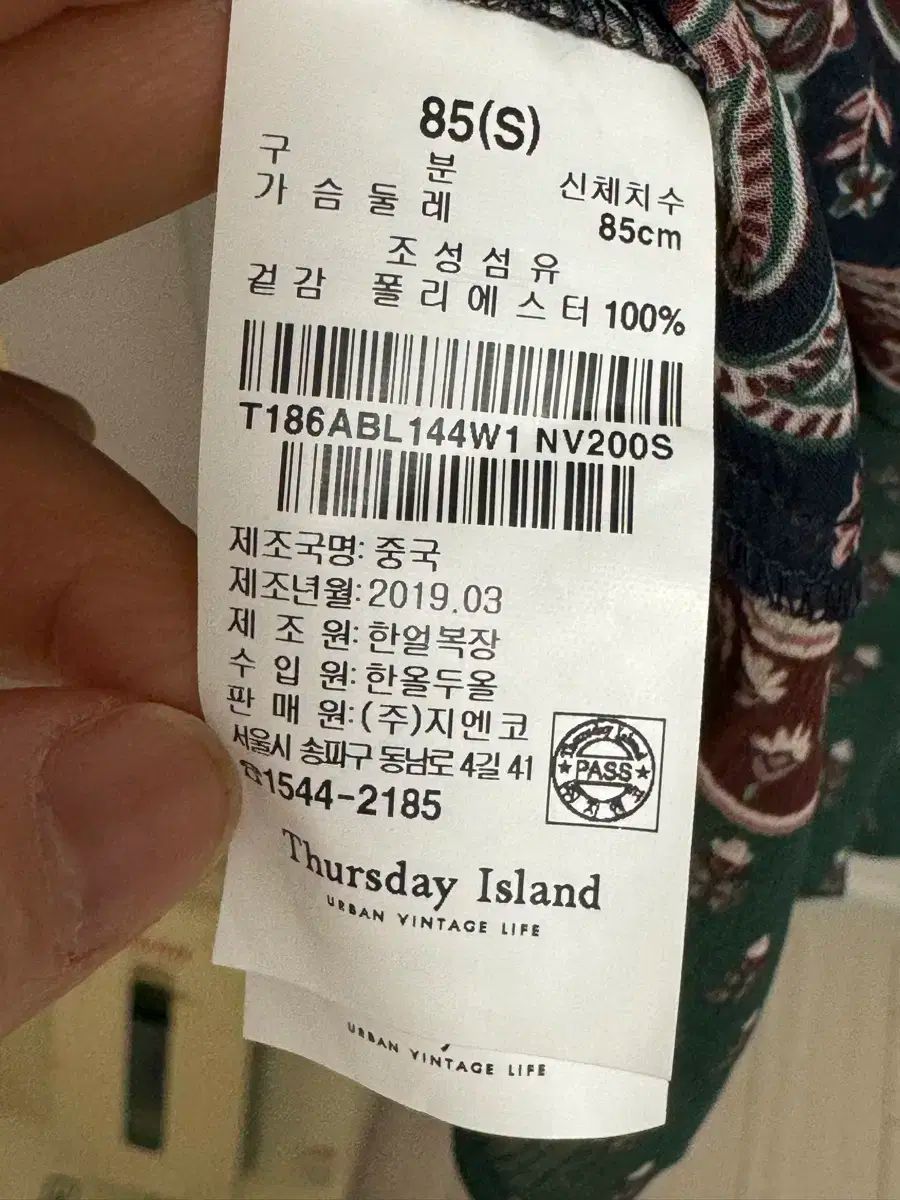 85(S)
구 분 신체치수
가슴둘레 85cm
조성섬유
겉감 폴리에스터 100%
T186ABL144W1 NV200S
제조국명: 중국
제조년월: 2019.03
제 조 원: 한얼복장
수 입 원: 한올두올
판 매 원: (주)지엔코
서울시 송파구 동남로 4길 41
☎1544-2185
Thursday Island
PASS
Thursday Island
URBAN VINTAGE LIFE
URBAN VINTAGE LIFE